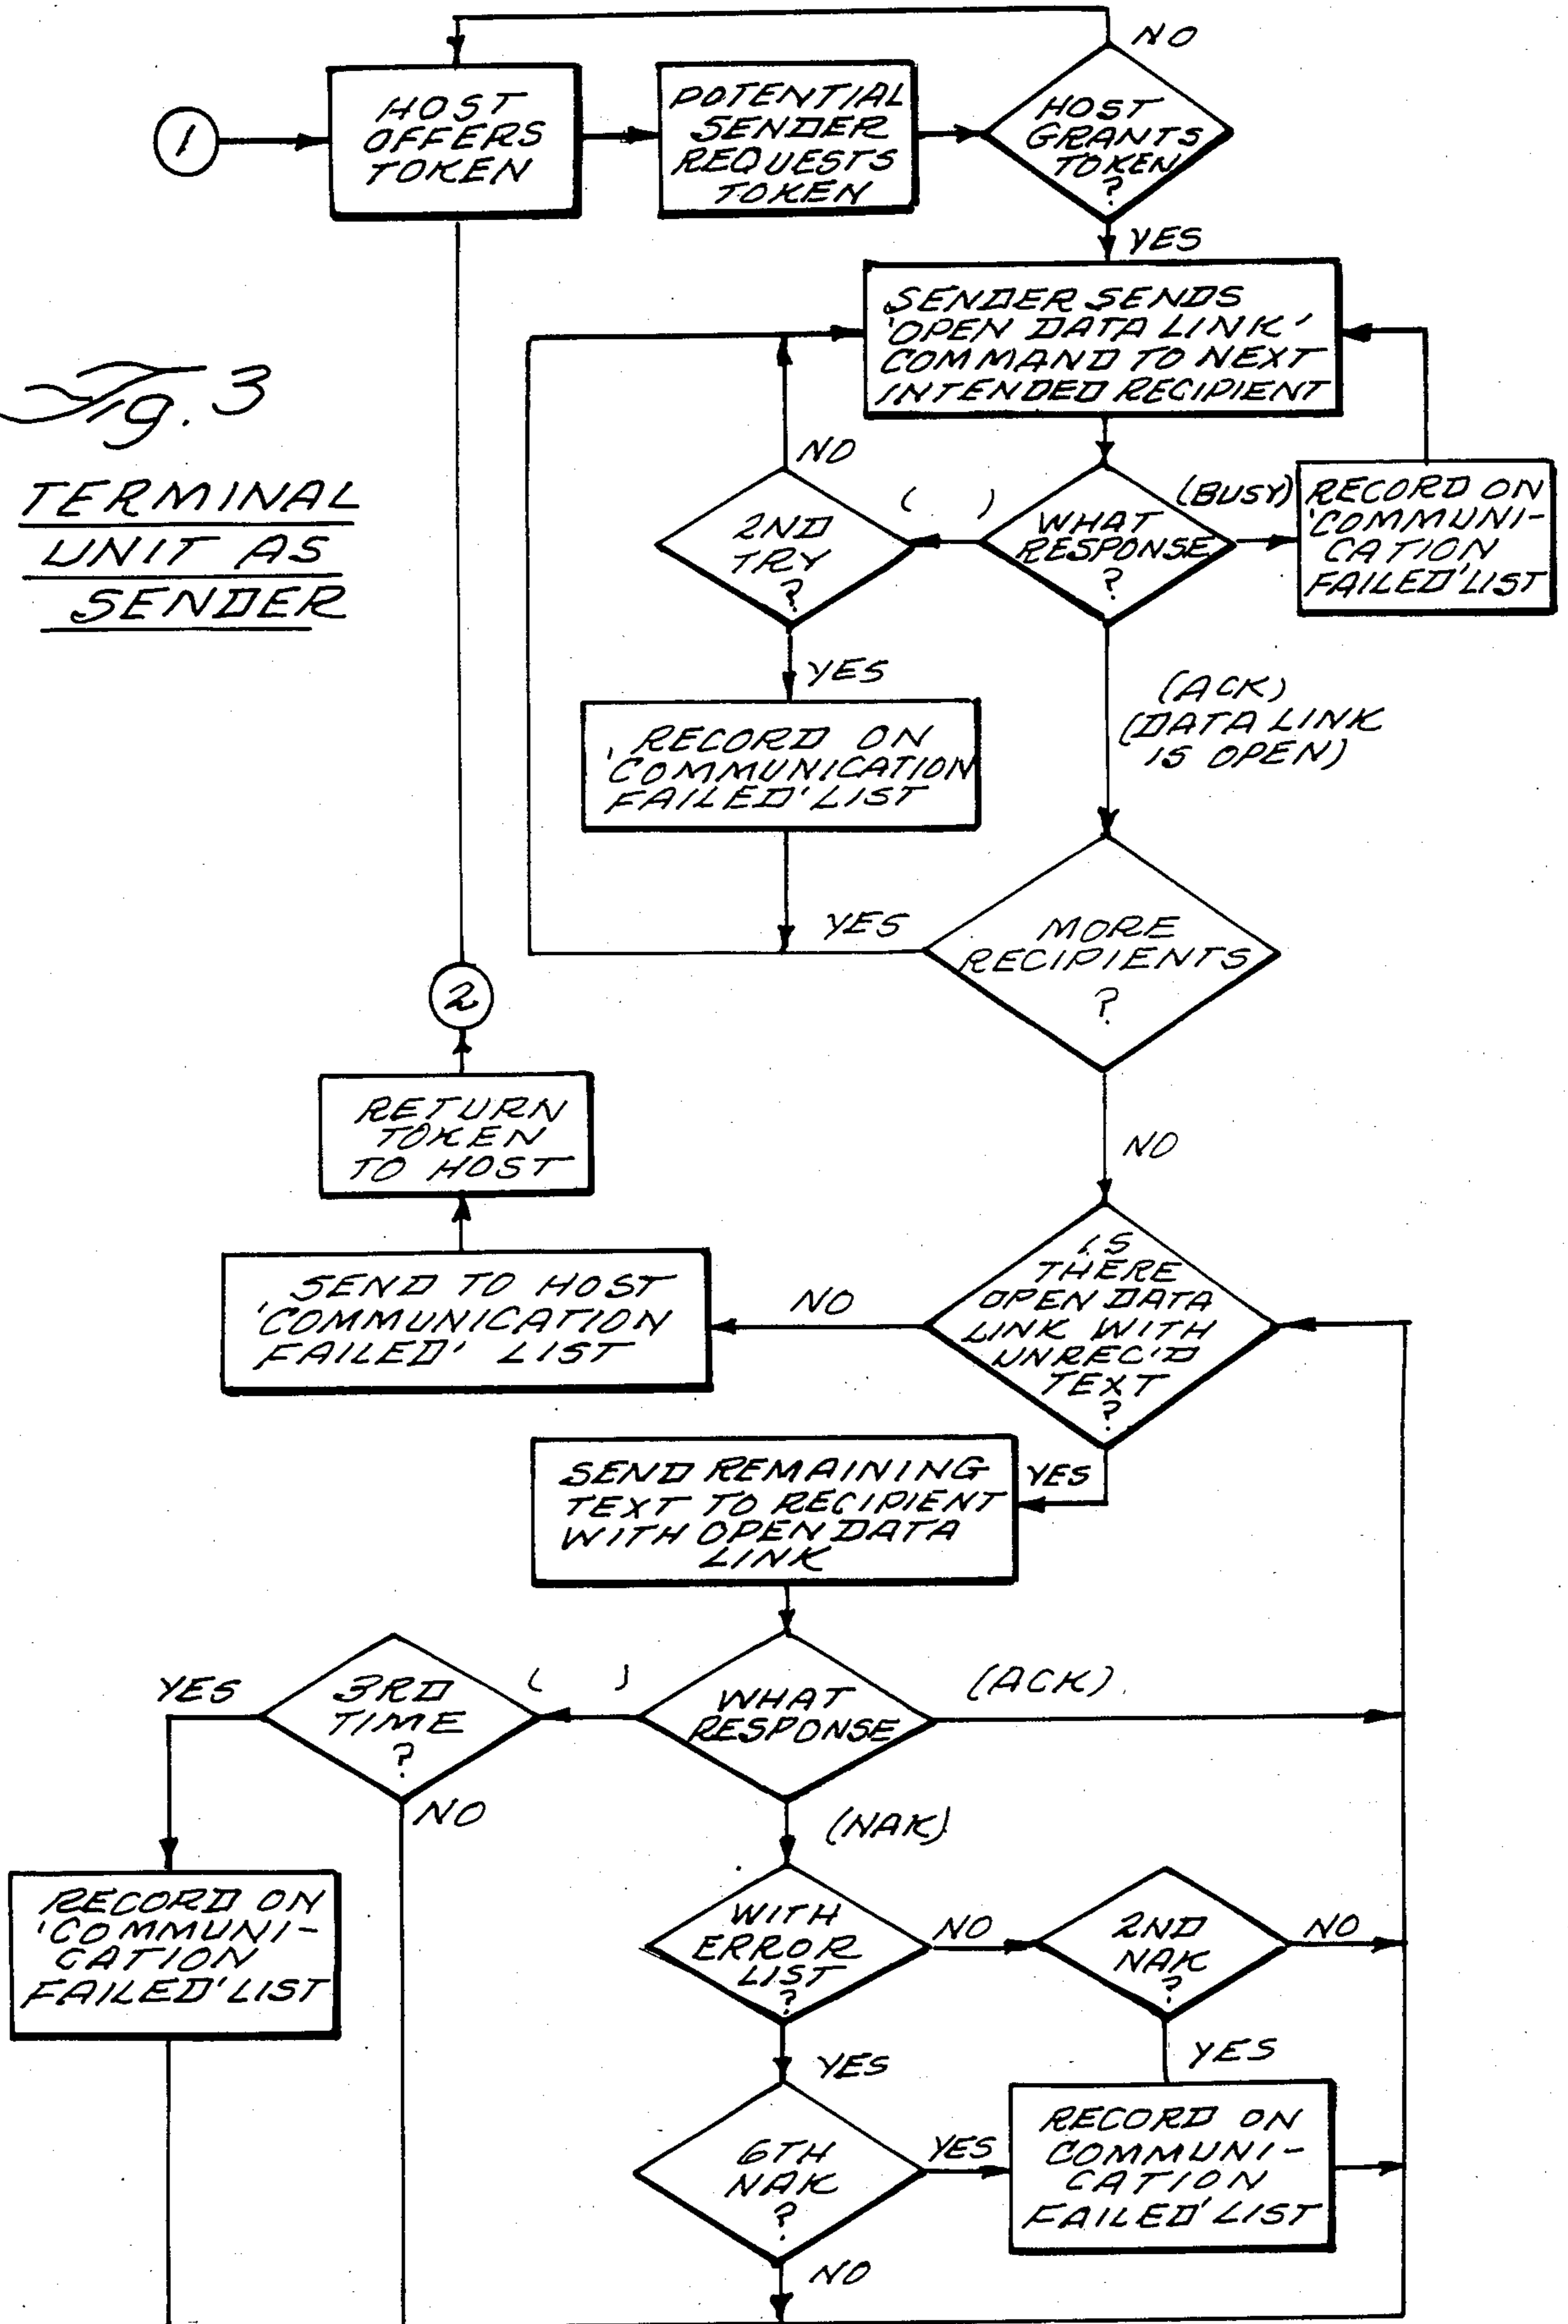 NO
HOST
OFFERS
TOKEN
POTENTIAL
SENDER
REQUESTS
TOKEN
HOST
GRANTS
TOKEN
?
1
YES
SENDER SENDS
'OPEN DATA LINK'
COMMAND TO NEXT
INTENDED RECIPIENT
Fig. 3
TERMINAL
UNIT AS
SENDER
NO
2ND
TRY
?
( )
WHAT
RESPONSE
?
(BUSY)
RECORD ON
'COMMUNI-
CATION
FAILED' LIST
YES
(ACK)
(DATA LINK
IS OPEN)
RECORD ON
'COMMUNICATION
FAILED' LIST
YES
MORE
RECIPIENTS
?
2
RETURN
TOKEN
TO HOST
NO
SEND TO HOST
'COMMUNICATION
FAILED' LIST
NO
IS
THERE
OPEN DATA
LINK WITH
UNREC'D
TEXT
?
YES
SEND REMAINING
TEXT TO RECIPIENT
WITH OPEN DATA
LINK
YES
3RD
TIME
?
( )
WHAT
RESPONSE
(ACK)
NO
(NAK)
RECORD ON
'COMMUNI-
CATION
FAILED' LIST
WITH
ERROR
LIST
?
NO
2ND
NAK
?
NO
YES
YES
6TH
NAK
?
YES
RECORD ON
COMMUNI-
CATION
FAILED' LIST
NO